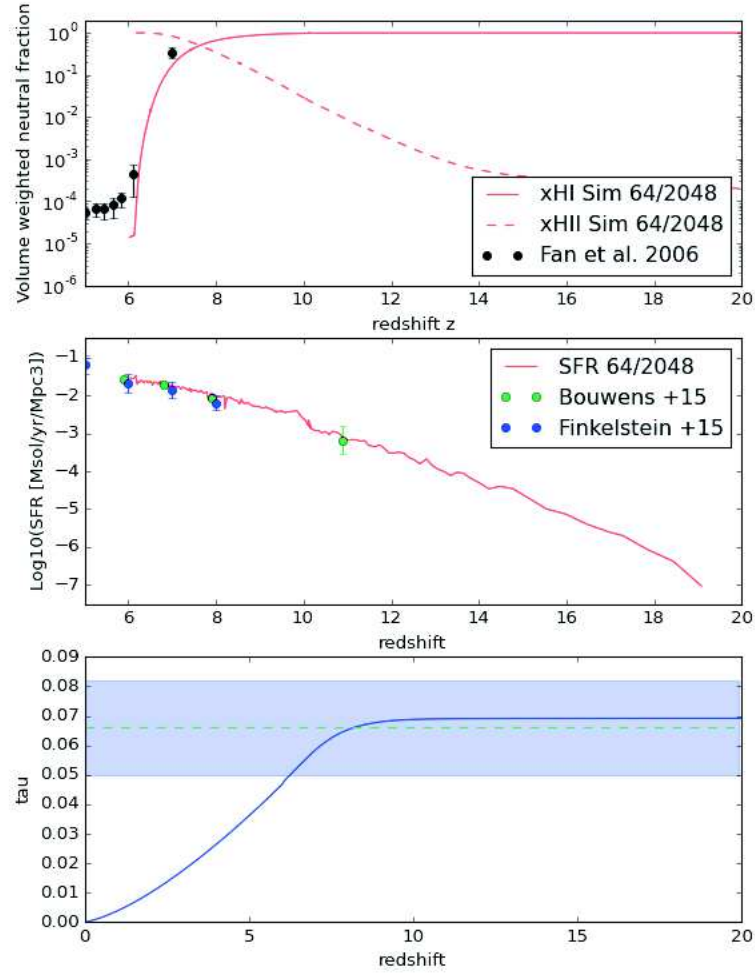 Volume weighted neutral fraction
10^0
10^-1
10^-2
10^-3
10^-4
10^-5
10^-6
xHI Sim 64/2048
xHII Sim 64/2048
Fan et al. 2006
6 8 10 12 14 16 18 20
redshift z
Log10(SFR [Msol/yr/Mpc3])
−1
−2
−3
−4
−5
−6
−7
SFR 64/2048
Bouwens +15
Finkelstein +15
6 8 10 12 14 16 18 20
redshift
tau
0.09
0.08
0.07
0.06
0.05
0.04
0.03
0.02
0.01
0.00
0 5 10 15 20
redshift